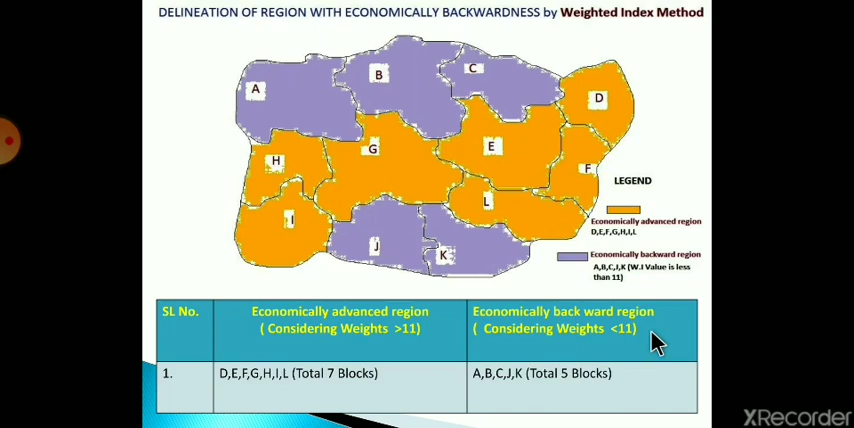 DELINEATION OF REGION WITH ECONOMICALLY BACKWARDNESS by Weighted Index Method
A
B
C
D
H
G
E
F
I
L
J
K
LEGEND
Economically advanced region
D,E,F,G,H,I,L
Economically backward region
A,B,C,J,K (W.I Value is less
than 11)
SL No.
Economically advanced region
( Considering Weights >11)
Economically back ward region
( Considering Weights <11)
1.
D,E,F,G,H,I,L (Total 7 Blocks)
A,B,C,J,K (Total 5 Blocks)
XRecorder